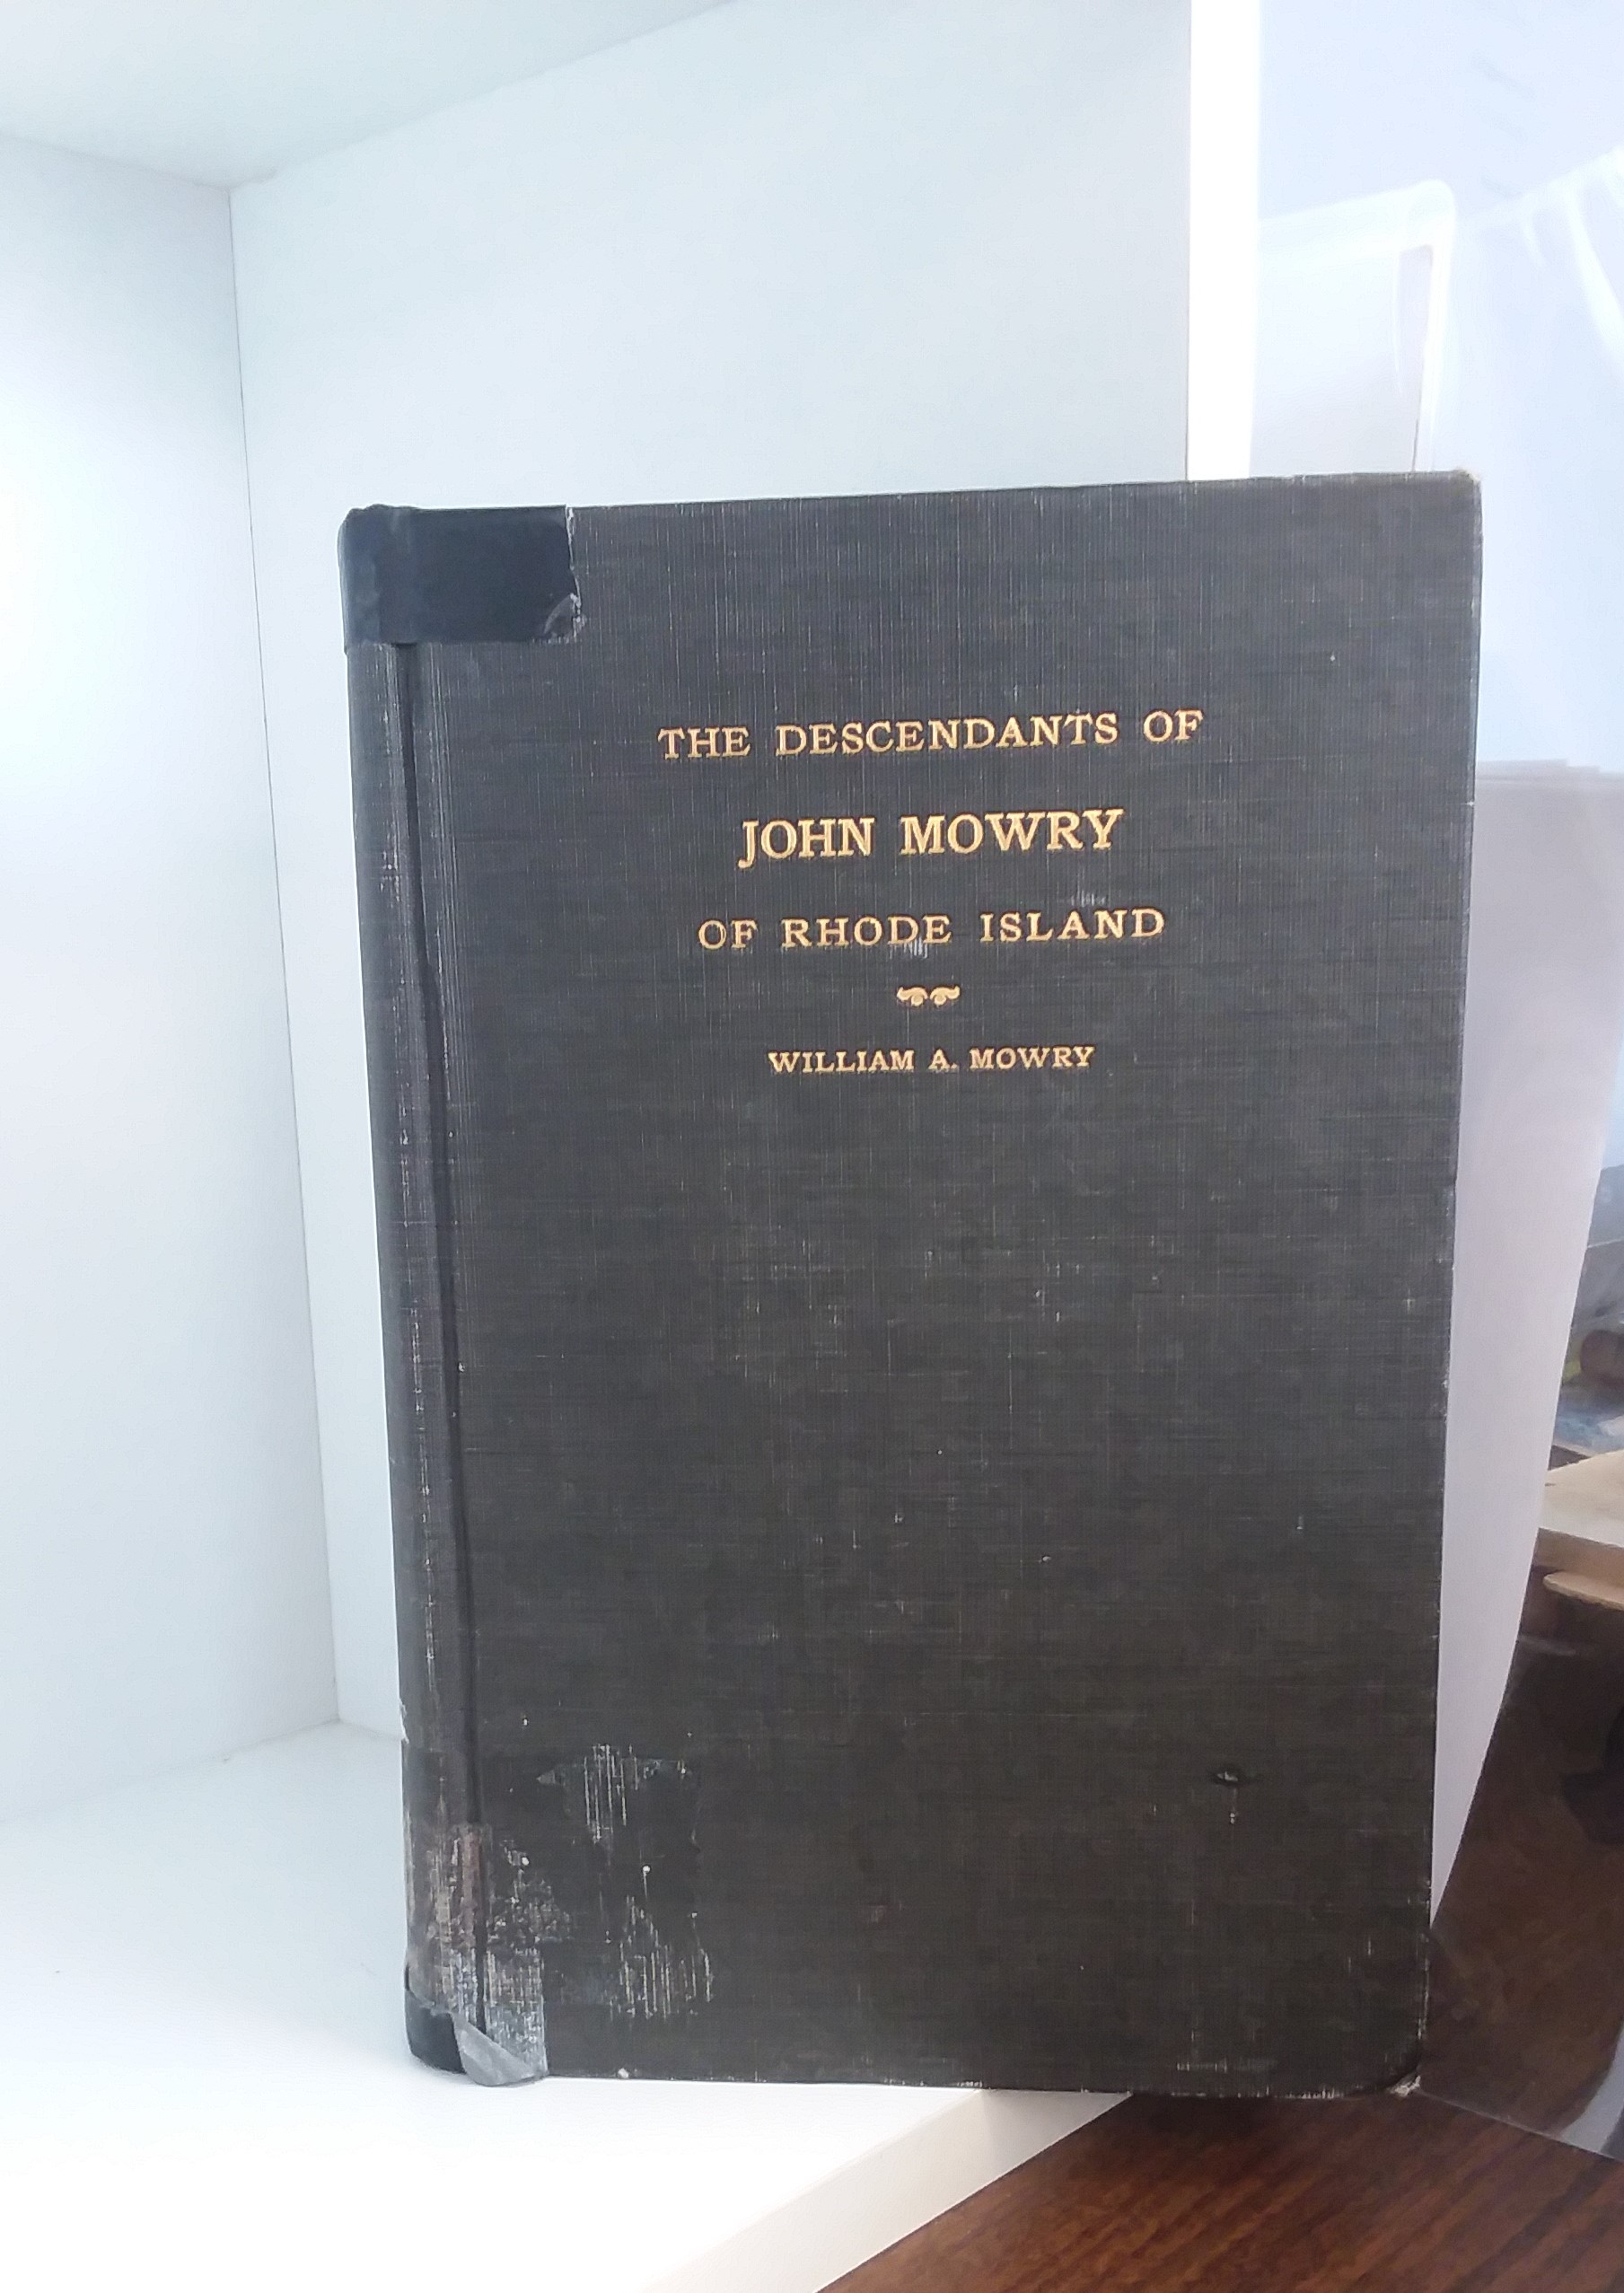 THE DESCENDANTS OF
JOHN MOWRY
OF RHODE ISLAND
WILLIAM A. MOWRY